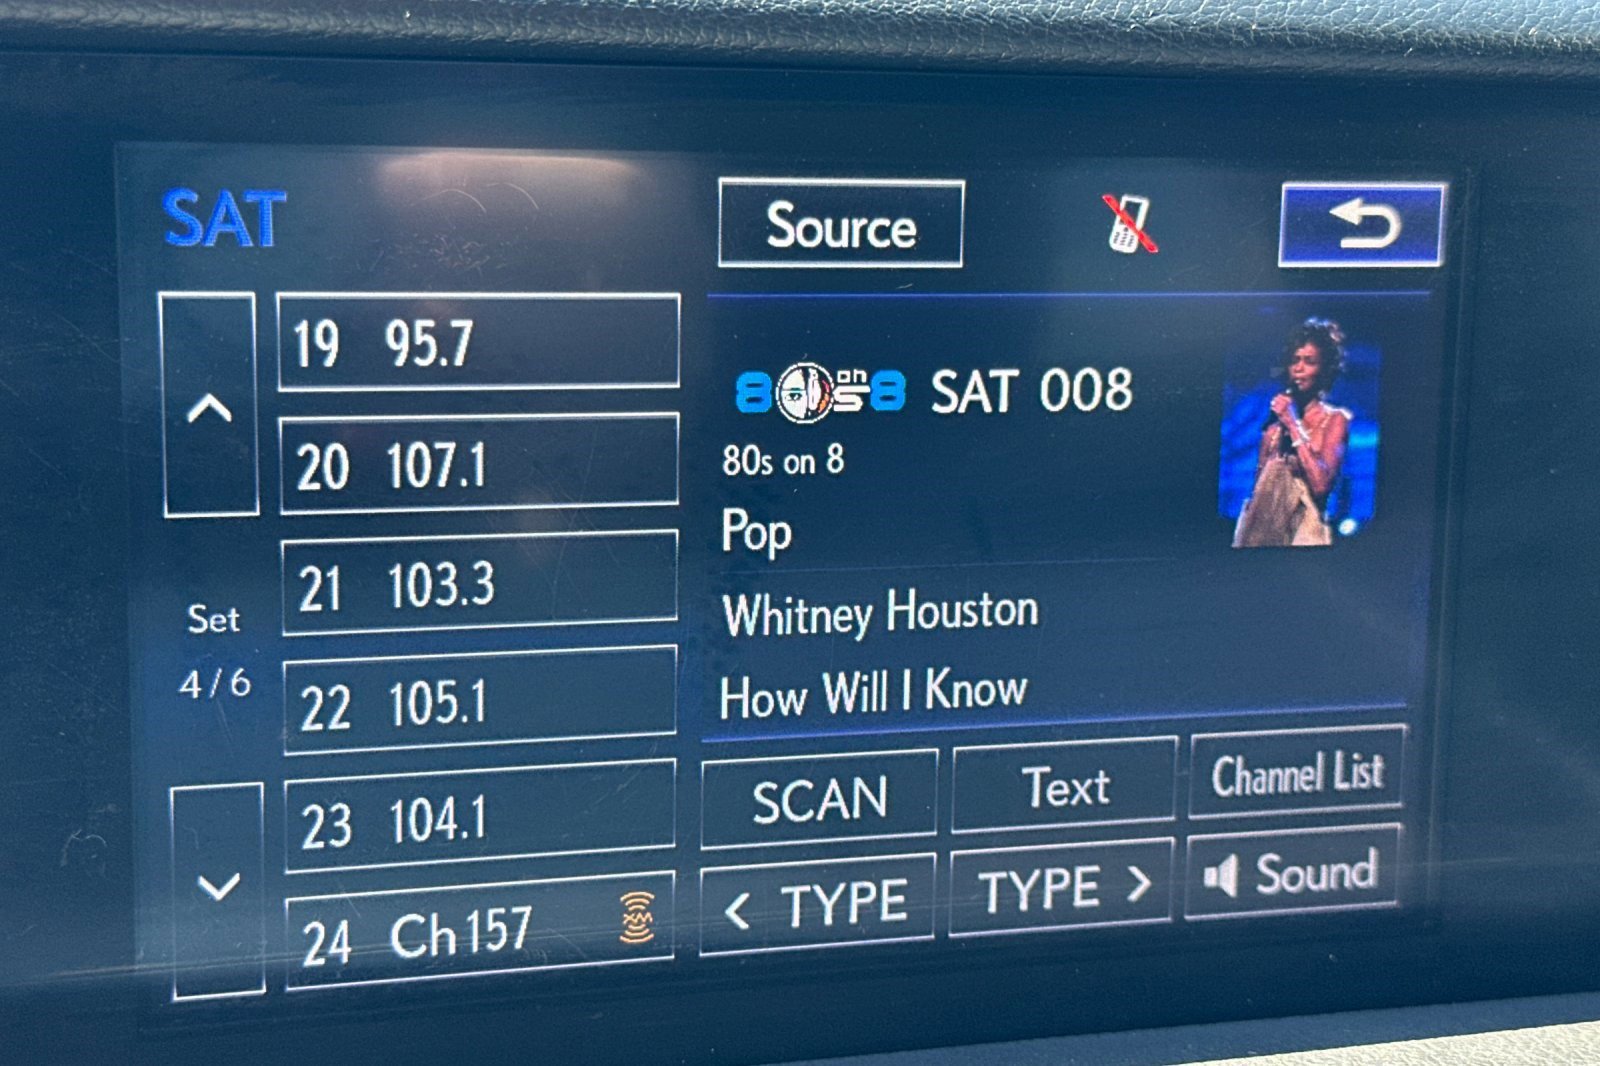 SAT
Source
19 95.7
20 107.1
21 103.3
22 105.1
23 104.1
24 Ch157 XM
Set
4/6
80s on 8 SAT 008
80s on 8
Pop
Whitney Houston
How Will I Know
SCAN Text Channel List
< TYPE TYPE > Sound